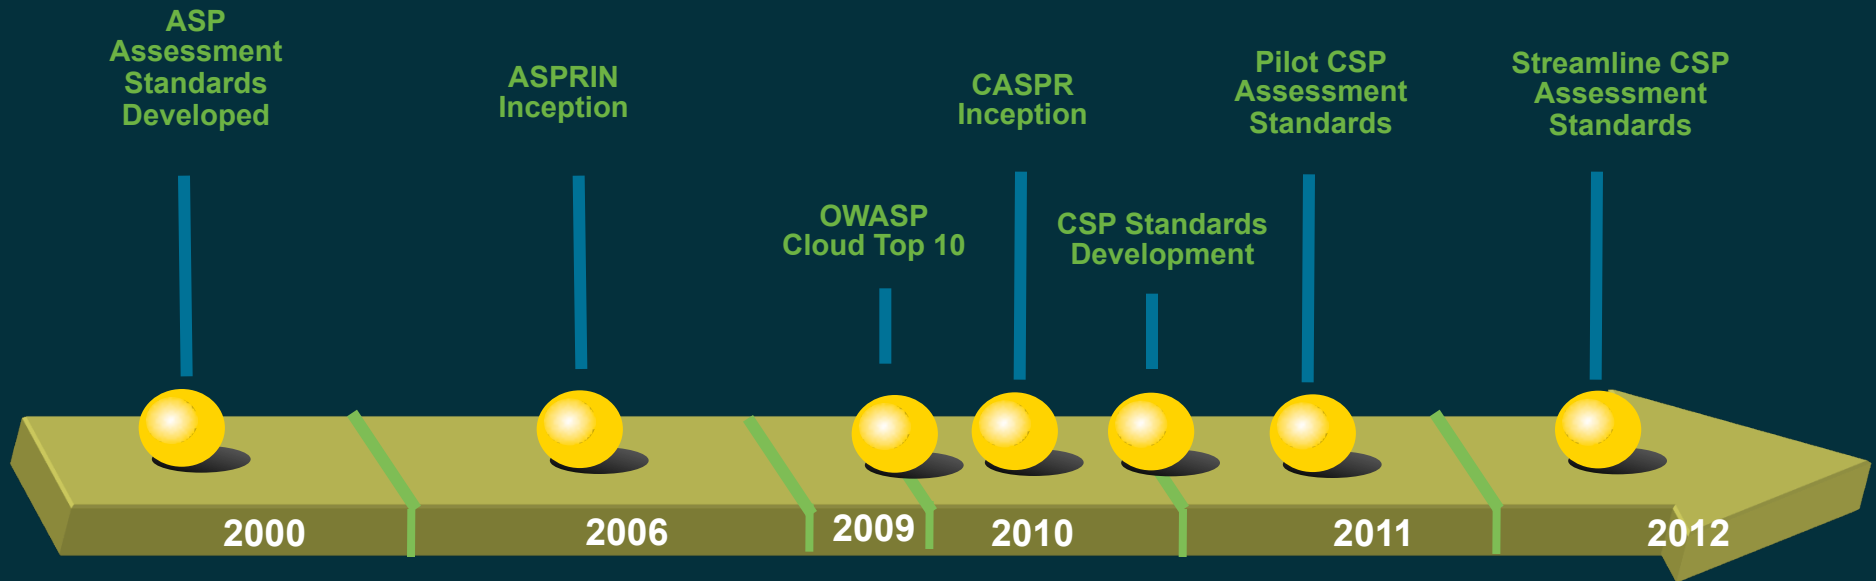 ASP
Assessment
Standards
Developed
ASPRIN
Inception
OWASP
Cloud Top 10
CASPR
Inception
CSP Standards
Development
Pilot CSP
Assessment
Standards
Streamline CSP
Assessment
Standards
2000
2006
2009
2010
2011
2012